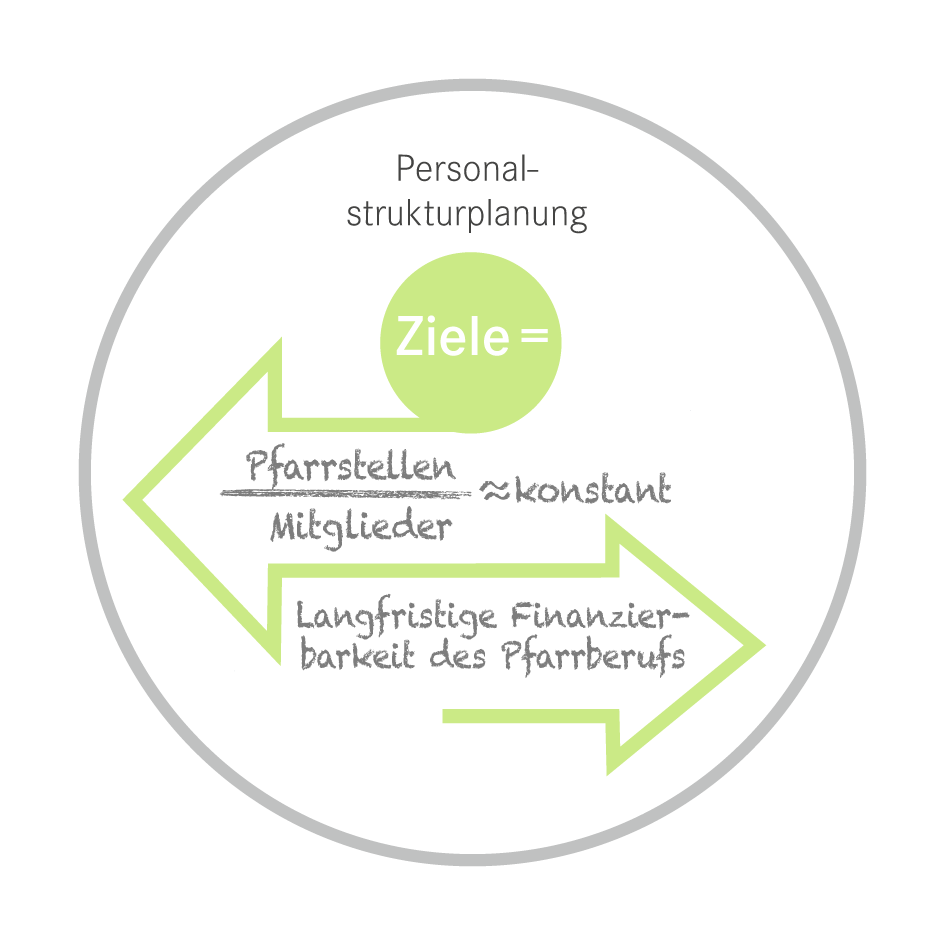 Personal-
strukturplanung
Ziele =
Pfarrstellen
Mitglieder
≈konstant
Langfristige Finanzier-
barkeit des Pfarrberufs